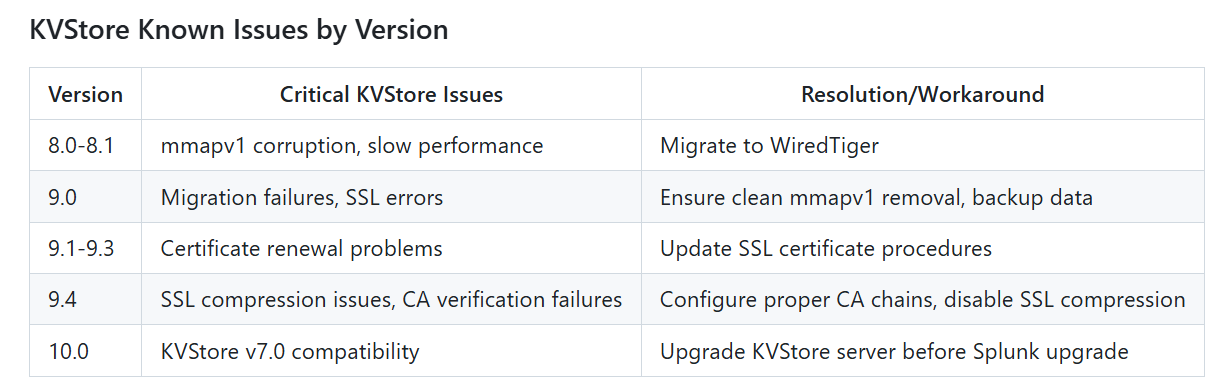 KVStore Known Issues by Version
Version Critical KVStore Issues Resolution/Workaround
8.0-8.1 mmapv1 corruption, slow performance Migrate to WiredTiger
9.0 Migration failures, SSL errors Ensure clean mmapv1 removal, backup data
9.1-9.3 Certificate renewal problems Update SSL certificate procedures
9.4 SSL compression issues, CA verification failures Configure proper CA chains, disable SSL compression
10.0 KVStore v7.0 compatibility Upgrade KVStore server before Splunk upgrade